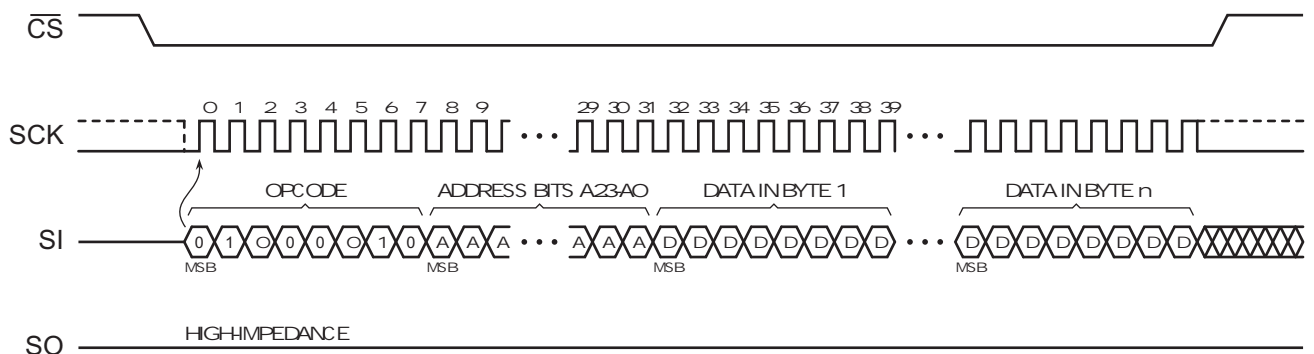 CS
0 1 2 3 4 5 6 7 8 9 29 30 31 32 33 34 35 36 37 38 39
SCK
OPCODE ADDRESS BITS A23-A0 DATA IN BYTE 1 DATA IN BYTE n
SI 0 1 0 0 0 0 1 0 A A A A A A D D D D D D D D D D D D D D D D
MSB MSB MSB MSB
HIGH-IMPEDANCE
SO